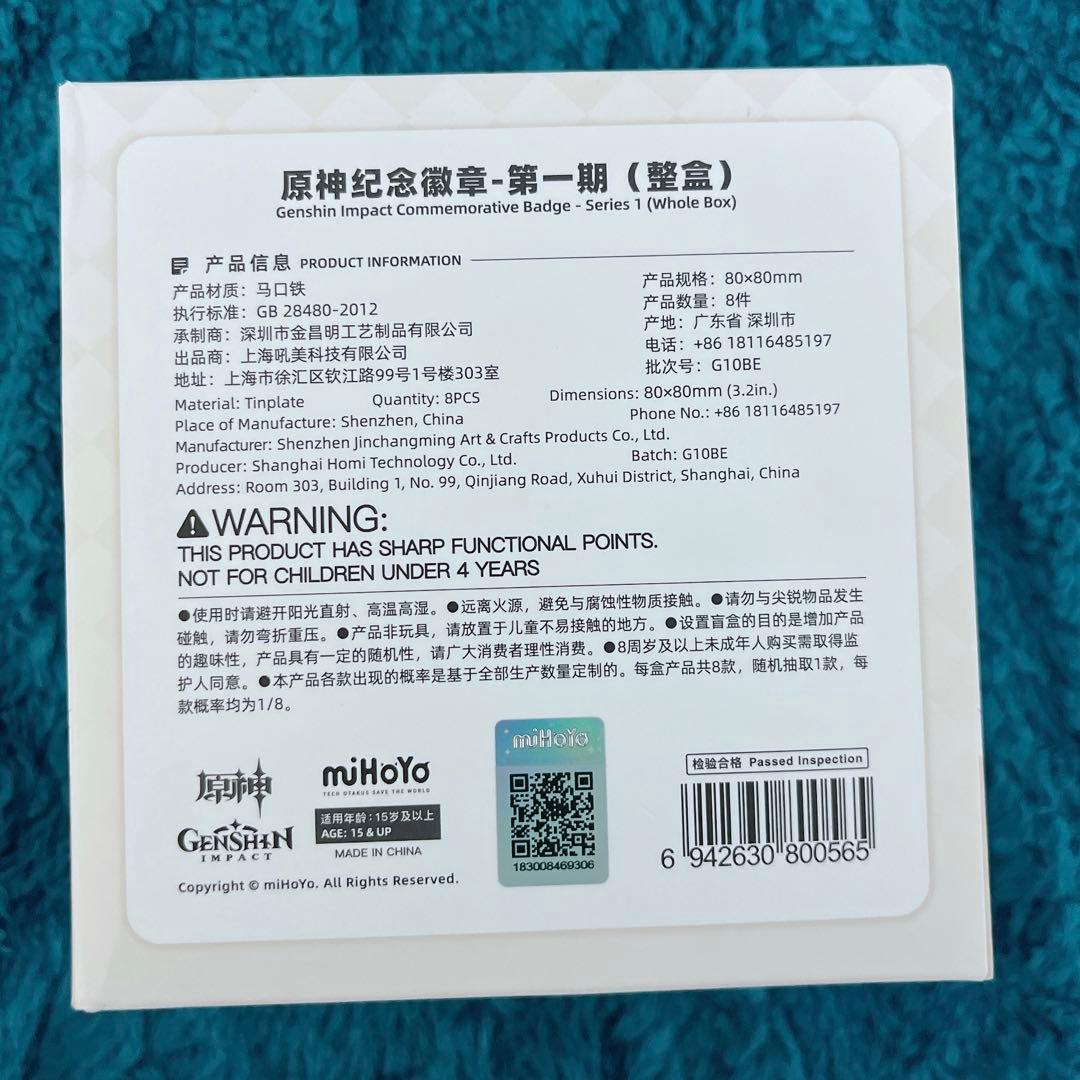 原神纪念徽章-第一期（整盒）
Genshin Impact Commemorative Badge - Series 1 (Whole Box)
产品信息 PRODUCT INFORMATION
产品材质：马口铁
执行标准：GB 28480-2012
承制商：深圳市金昌明工艺制品有限公司
出品商：上海吼美科技有限公司
地址：上海市徐汇区钦江路99号1号楼303室
产品规格：80×80mm
产品数量：8件
产地：广东省 深圳市
电话：+86 18116485197
批次号：G10BE
Material: Tinplate Quantity: 8PCS Dimensions: 80×80mm (3.2in.)
Place of Manufacture: Shenzhen, China Phone No.: +86 18116485197
Manufacturer: Shenzhen Jinchangming Art & Crafts Products Co., Ltd.
Producer: Shanghai Homi Technology Co., Ltd. Batch: G10BE
Address: Room 303, Building 1, No. 99, Qinjiang Road, Xuhui District, Shanghai, China
WARNING:
THIS PRODUCT HAS SHARP FUNCTIONAL POINTS.
NOT FOR CHILDREN UNDER 4 YEARS
●使用时请避开阳光直射、高温高湿。●远离火源，避免与腐蚀性物质接触。●请勿与尖锐物品发生
碰触，请勿弯折重压。●产品非玩具，请放置于儿童不易接触的地方。●设置盲盒的目的是增加产品
的趣味性，产品具有一定的随机性，请广大消费者理性消费。●8周岁及以上未成年人购买需取得监
护人同意。●本产品各款出现的概率是基于全部生产数量定制的。每盒产品共8款，随机抽取1款，每
款概率均为1/8。
原神
GENSHIN
IMPACT
miHoYo
TECH OTAKUS SAVE THE WORLD
适用年龄：15岁及以上
AGE: 15 & UP
MADE IN CHINA
Copyright © miHoYo. All Rights Reserved.
miHoYo
183008469306
检验合格 Passed Inspection
6 942630 800565